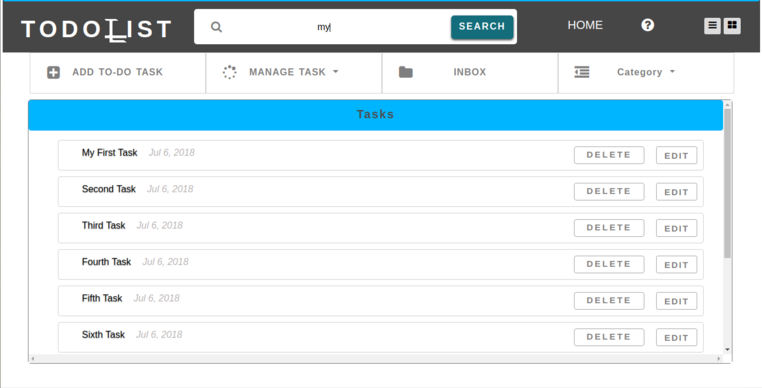 TODOLIST my SEARCH HOME
ADD TO-DO TASK MANAGE TASK INBOX Category
Tasks
My First Task Jul 6, 2018 DELETE EDIT
Second Task Jul 6, 2018 DELETE EDIT
Third Task Jul 6, 2018 DELETE EDIT
Fourth Task Jul 6, 2018 DELETE EDIT
Fifth Task Jul 6, 2018 DELETE EDIT
Sixth Task Jul 6, 2018 DELETE EDIT